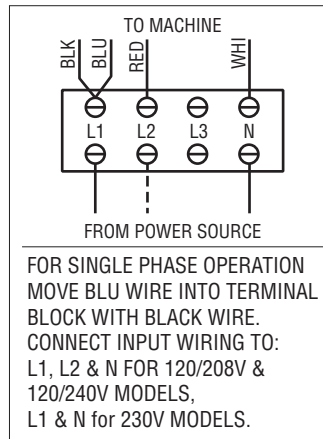 TO MACHINE
BLK BLU RED WHI
L1 L2 L3 N
FROM POWER SOURCE
FOR SINGLE PHASE OPERATION
MOVE BLU WIRE INTO TERMINAL
BLOCK WITH BLACK WIRE.
CONNECT INPUT WIRING TO:
L1, L2 & N FOR 120/208V &
120/240V MODELS,
L1 & N for 230V MODELS.